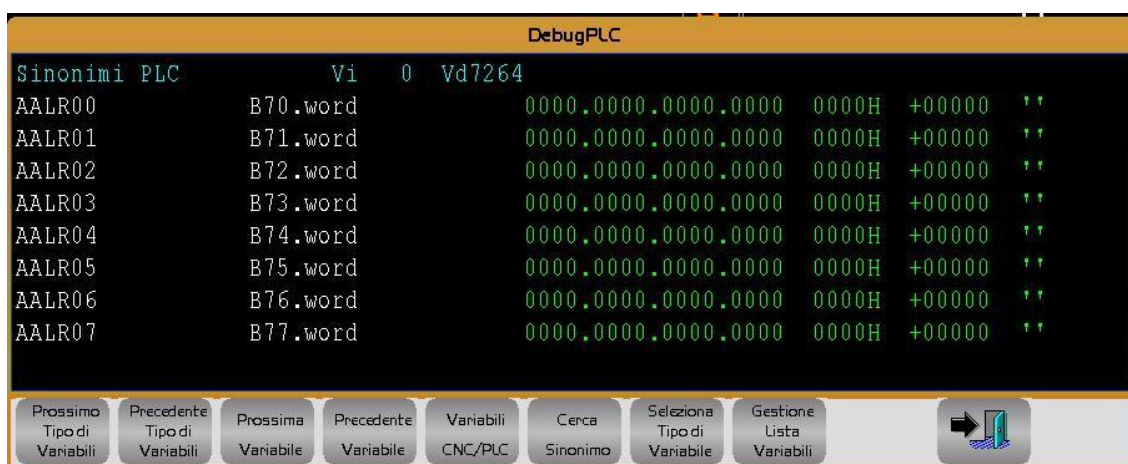 DebugPLC
Sinonimi PLC Vi 0 Vd7264
AALR00 B70.word 0000.0000.0000.0000 0000H +00000 ''
AALR01 B71.word 0000.0000.0000.0000 0000H +00000 ''
AALR02 B72.word 0000.0000.0000.0000 0000H +00000 ''
AALR03 B73.word 0000.0000.0000.0000 0000H +00000 ''
AALR04 B74.word 0000.0000.0000.0000 0000H +00000 ''
AALR05 B75.word 0000.0000.0000.0000 0000H +00000 ''
AALR06 B76.word 0000.0000.0000.0000 0000H +00000 ''
AALR07 B77.word 0000.0000.0000.0000 0000H +00000 ''
Prossimo
Tipo di
Variabili
Precedente
Tipo di
Variabili
Prossima
Variabile
Precedente
Variabile
Variabili
CNC/PLC
Cerca
Sinonimo
Seleziona
Tipo di
Variabile
Gestione
Lista
Variabili